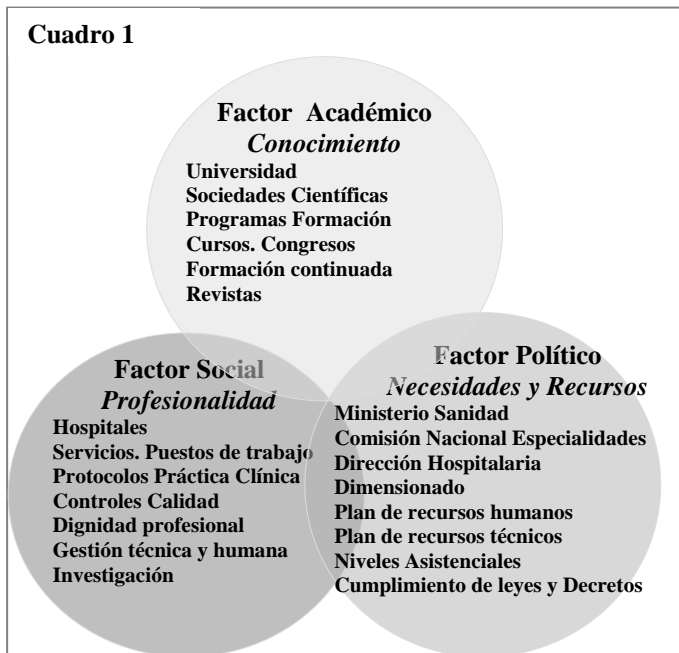 Cuadro 1
Factor Académico
Conocimiento
Universidad
Sociedades Científicas
Programas Formación
Cursos. Congresos
Formación continuada
Revistas
Factor Social
Profesionalidad
Hospitales
Servicios. Puestos de trabajo
Protocolos Práctica Clínica
Controles Calidad
Dignidad profesional
Gestión técnica y humana
Investigación
Factor Político
Necesidades y Recursos
Ministerio Sanidad
Comisión Nacional Especialidades
Dirección Hospitalaria
Dimensionado
Plan de recursos humanos
Plan de recursos técnicos
Niveles Asistenciales
Cumplimiento de leyes y Decretos